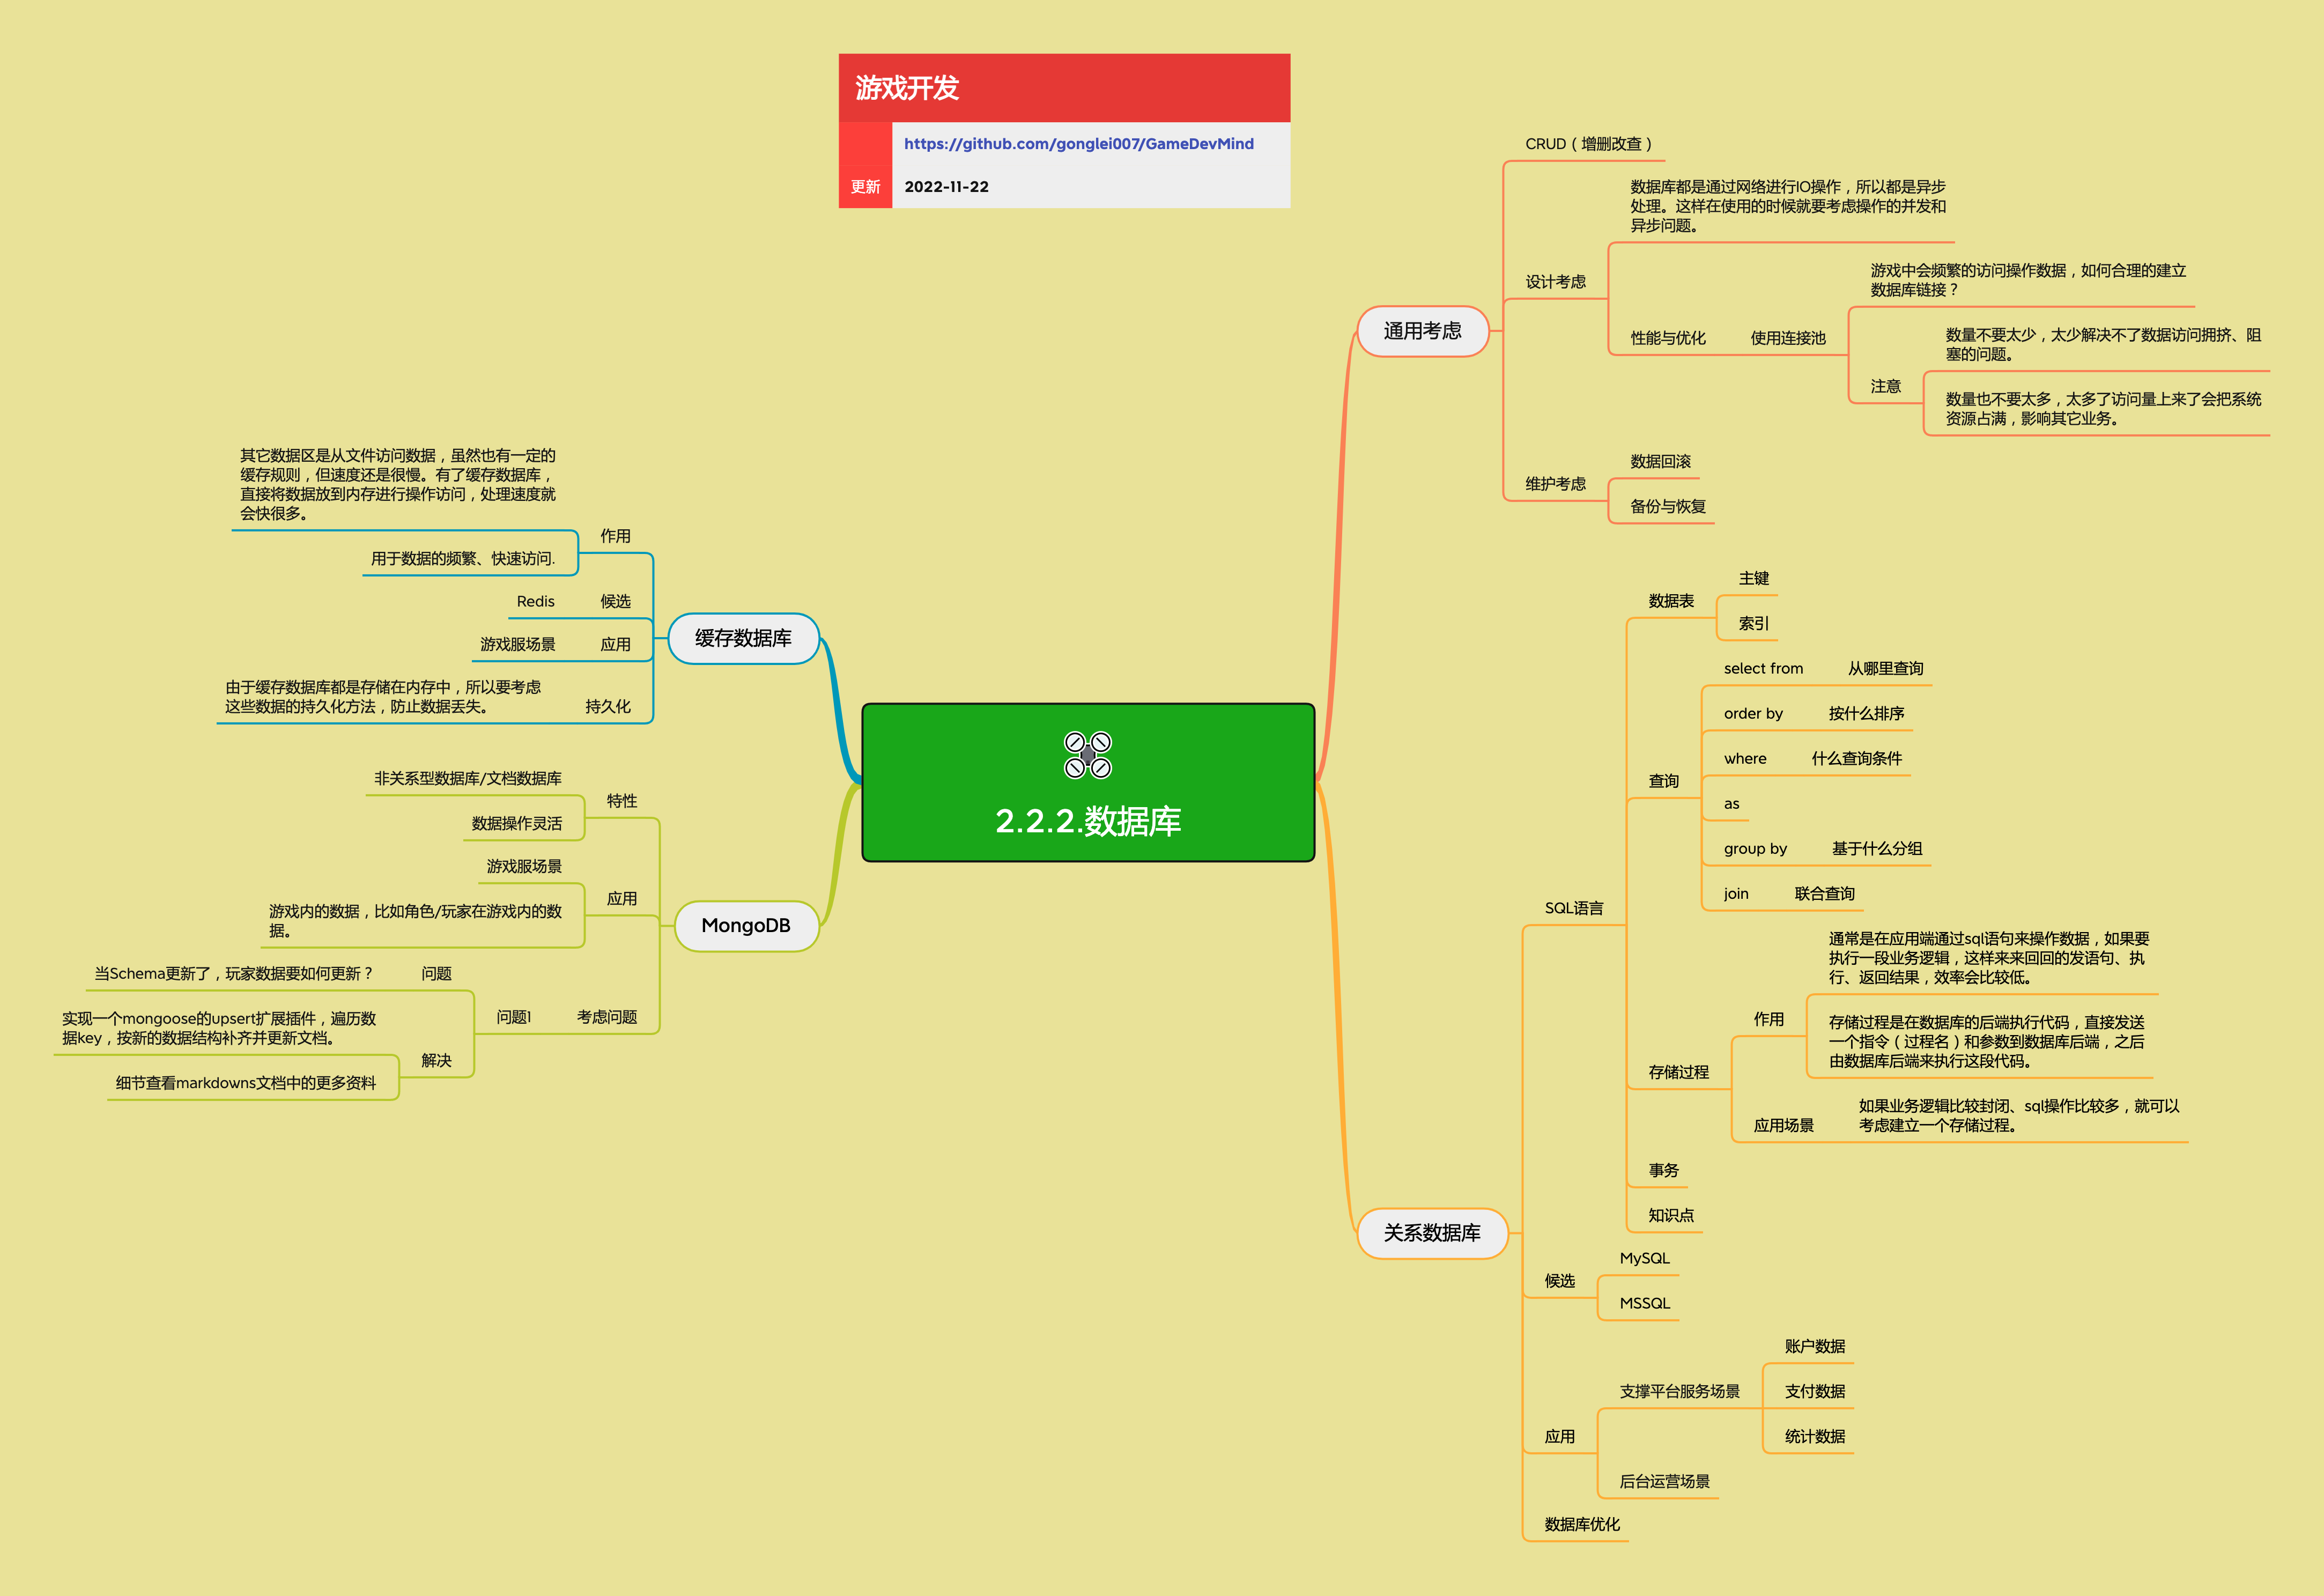 游戏开发
https://github.com/gonglei007/GameDevMind
更新
2022-11-22
2.2.2.数据库
通用考虑
CRUD（增删改查）
设计考虑
数据库都是通过网络进行IO操作，所以都是异步
处理。这样在使用的时候就要考虑操作的并发和
异步问题。
性能与优化
使用连接池
游戏中会频繁的访问操作数据，如何合理的建立
数据库链接？
注意
数量不要太少，太少解决不了数据访问拥挤、阻
塞的问题。
数量也不要太多，太多了访问量上来了会把系统
资源占满，影响其它业务。
维护考虑
数据回滚
备份与恢复
关系数据库
SQL语言
数据表
主键
索引
查询
select from
从哪里查询
order by
按什么排序
where
什么查询条件
as
group by
基于什么分组
join
联合查询
存储过程
作用
通常是在应用端通过sql语句来操作数据，如果要
执行一段业务逻辑，这样来来回回的发语句、执
行、返回结果，效率会比较低。
存储过程是在数据库的后端执行代码，直接发送
一个指令（过程名）和参数到数据库后端，之后
由数据库后端来执行这段代码。
应用场景
如果业务逻辑比较封闭、sql操作比较多，就可以
考虑建立一个存储过程。
事务
知识点
候选
MySQL
MSSQL
应用
支撑平台服务场景
账户数据
支付数据
统计数据
后台运营场景
数据库优化
缓存数据库
作用
其它数据区是从文件访问数据，虽然也有一定的
缓存规则，但速度还是很慢。有了缓存数据库，
直接将数据放到内存进行操作访问，处理速度就
会快很多。
用于数据的频繁、快速访问.
候选
Redis
应用
游戏服场景
持久化
由于缓存数据库都是存储在内存中，所以要考虑
这些数据的持久化方法，防止数据丢失。
MongoDB
特性
非关系型数据库/文档数据库
数据操作灵活
应用
游戏服场景
游戏内的数据，比如角色/玩家在游戏内的数
据。
考虑问题
问题1
问题
当Schema更新了，玩家数据要如何更新？
解决
实现一个mongoose的upsert扩展插件，遍历数
据key，按新的数据结构补齐并更新文档。
细节查看markdowns文档中的更多资料